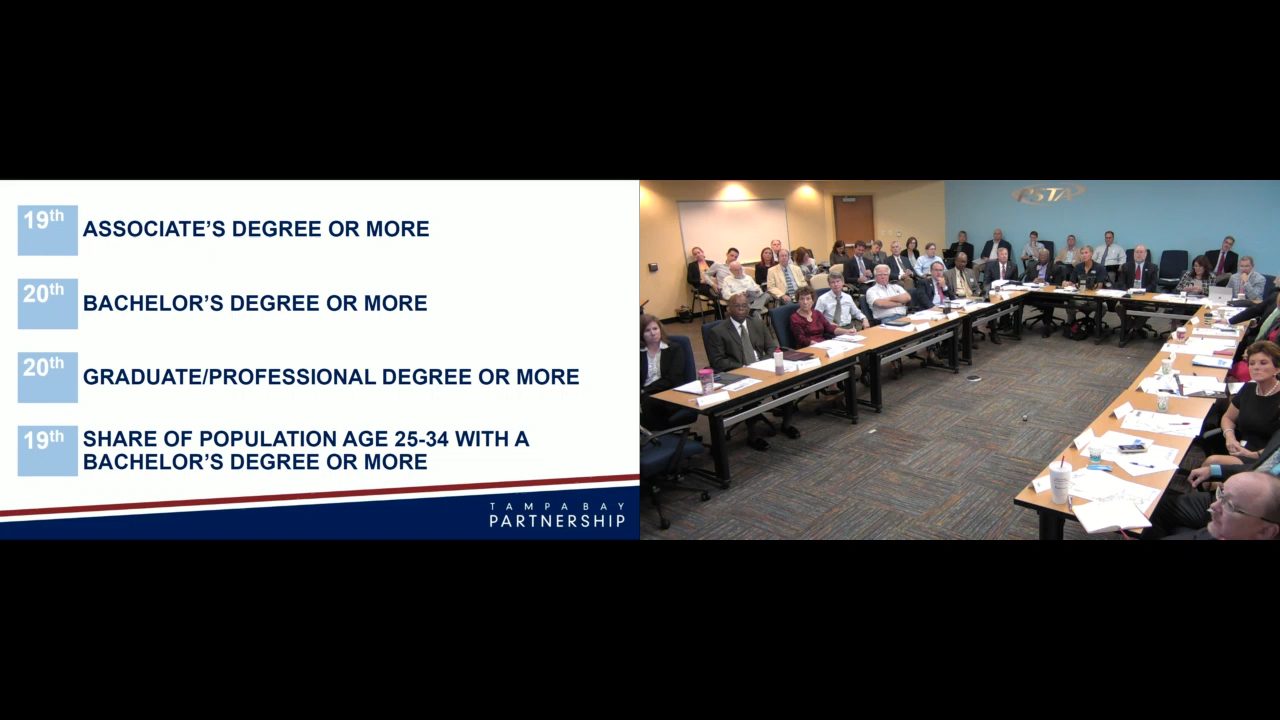 19th ASSOCIATE'S DEGREE OR MORE
20th BACHELOR'S DEGREE OR MORE
20th GRADUATE/PROFESSIONAL DEGREE OR MORE
19th SHARE OF POPULATION AGE 25-34 WITH A
BACHELOR'S DEGREE OR MORE
TAMPA BAY
PARTNERSHIP
PSTA